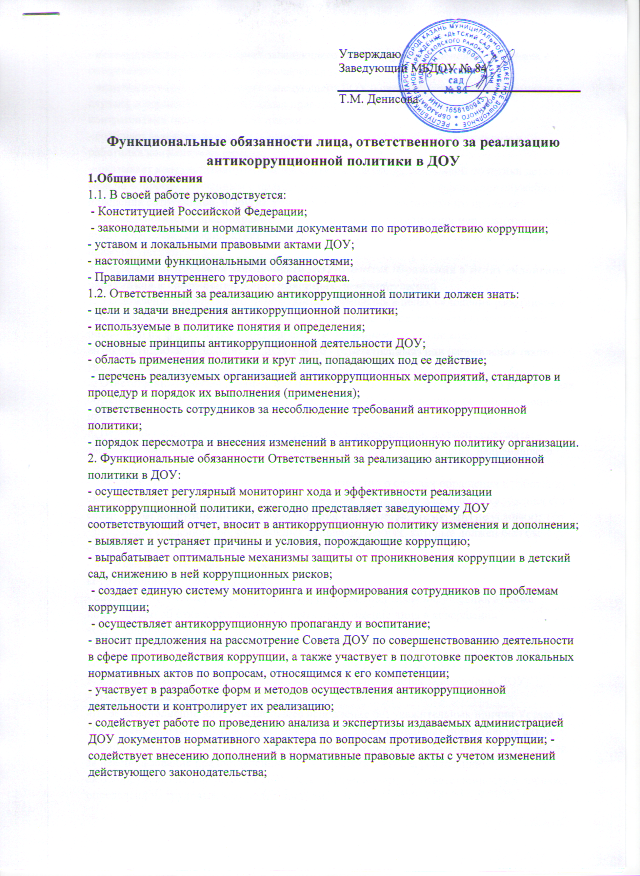 Утверждаю
Заведующий МБДОУ № 84
Т.М. Денисова
Детский
сад
№ 84
Функциональные обязанности лица, ответственного за реализацию
антикоррупционной политики в ДОУ
1.Общие положения
1.1. В своей работе руководствуется:
- Конституцией Российской Федерации;
- законодательными и нормативными документами по противодействию коррупции;
- уставом и локальными правовыми актами ДОУ;
- настоящими функциональными обязанностями;
- Правилами внутреннего трудового распорядка.
1.2. Ответственный за реализацию антикоррупционной политики должен знать:
- цели и задачи внедрения антикоррупционной политики;
- используемые в политике понятия и определения;
- основные принципы антикоррупционной деятельности ДОУ;
- область применения политики и круг лиц, попадающих под ее действие;
- перечень реализуемых организацией антикоррупционных мероприятий, стандартов и
процедур и порядок их выполнения (применения);
- ответственность сотрудников за несоблюдение требований антикоррупционной
политики;
- порядок пересмотра и внесения изменений в антикоррупционную политику организации.
2. Функциональные обязанности Ответственный за реализацию антикоррупционной
политики в ДОУ:
- осуществляет регулярный мониторинг хода и эффективности реализации
антикоррупционной политики, ежегодно представляет заведующему ДОУ
соответствующий отчет, вносит в антикоррупционную политику изменения и дополнения;
- выявляет и устраняет причины и условия, порождающие коррупцию;
- вырабатывает оптимальные механизмы защиты от проникновения коррупции в детский
сад, снижению в ней коррупционных рисков;
- создает единую систему мониторинга и информирования сотрудников по проблемам
коррупции;
- осуществляет антикоррупционную пропаганду и воспитание;
- вносит предложения на рассмотрение Совета ДОУ по совершенствованию деятельности
в сфере противодействия коррупции, а также участвует в подготовке проектов локальных
нормативных актов по вопросам, относящимся к его компетенции;
- участвует в разработке форм и методов осуществления антикоррупционной
деятельности и контролирует их реализацию;
- содействует работе по проведению анализа и экспертизы издаваемых администрацией
ДОУ документов нормативного характера по вопросам противодействия коррупции; -
содействует внесению дополнений в нормативные правовые акты с учетом изменений
действующего законодательства;